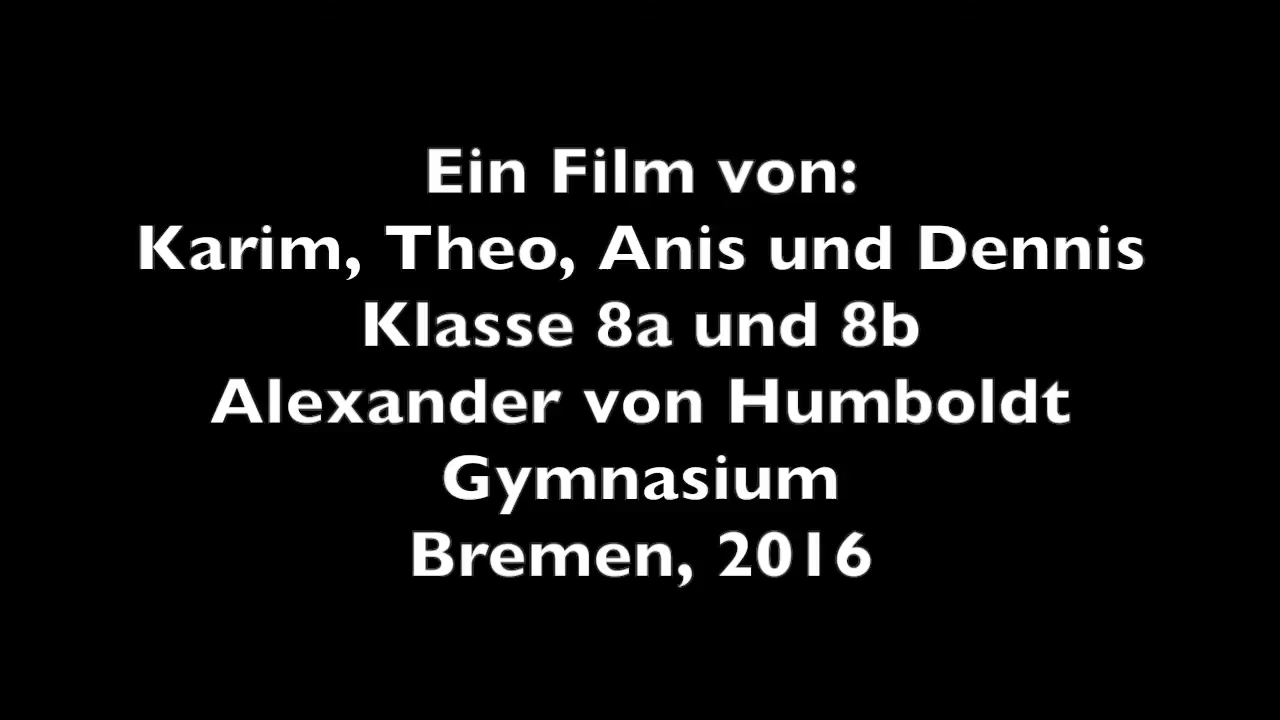 Ein Film von:
Karim, Theo, Anis und Dennis
Klasse 8a und 8b
Alexander von Humboldt
Gymnasium
Bremen, 2016